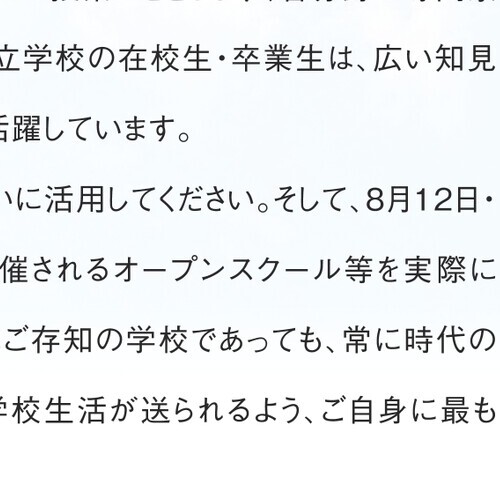 立学校の在校生・卒業生は、広い知見
活躍しています。
いに活用してください。そして、8月12日・
催されるオープンスクール等を実際に
ご存知の学校であっても、常に時代の
学校生活が送られるよう、ご自身に最も